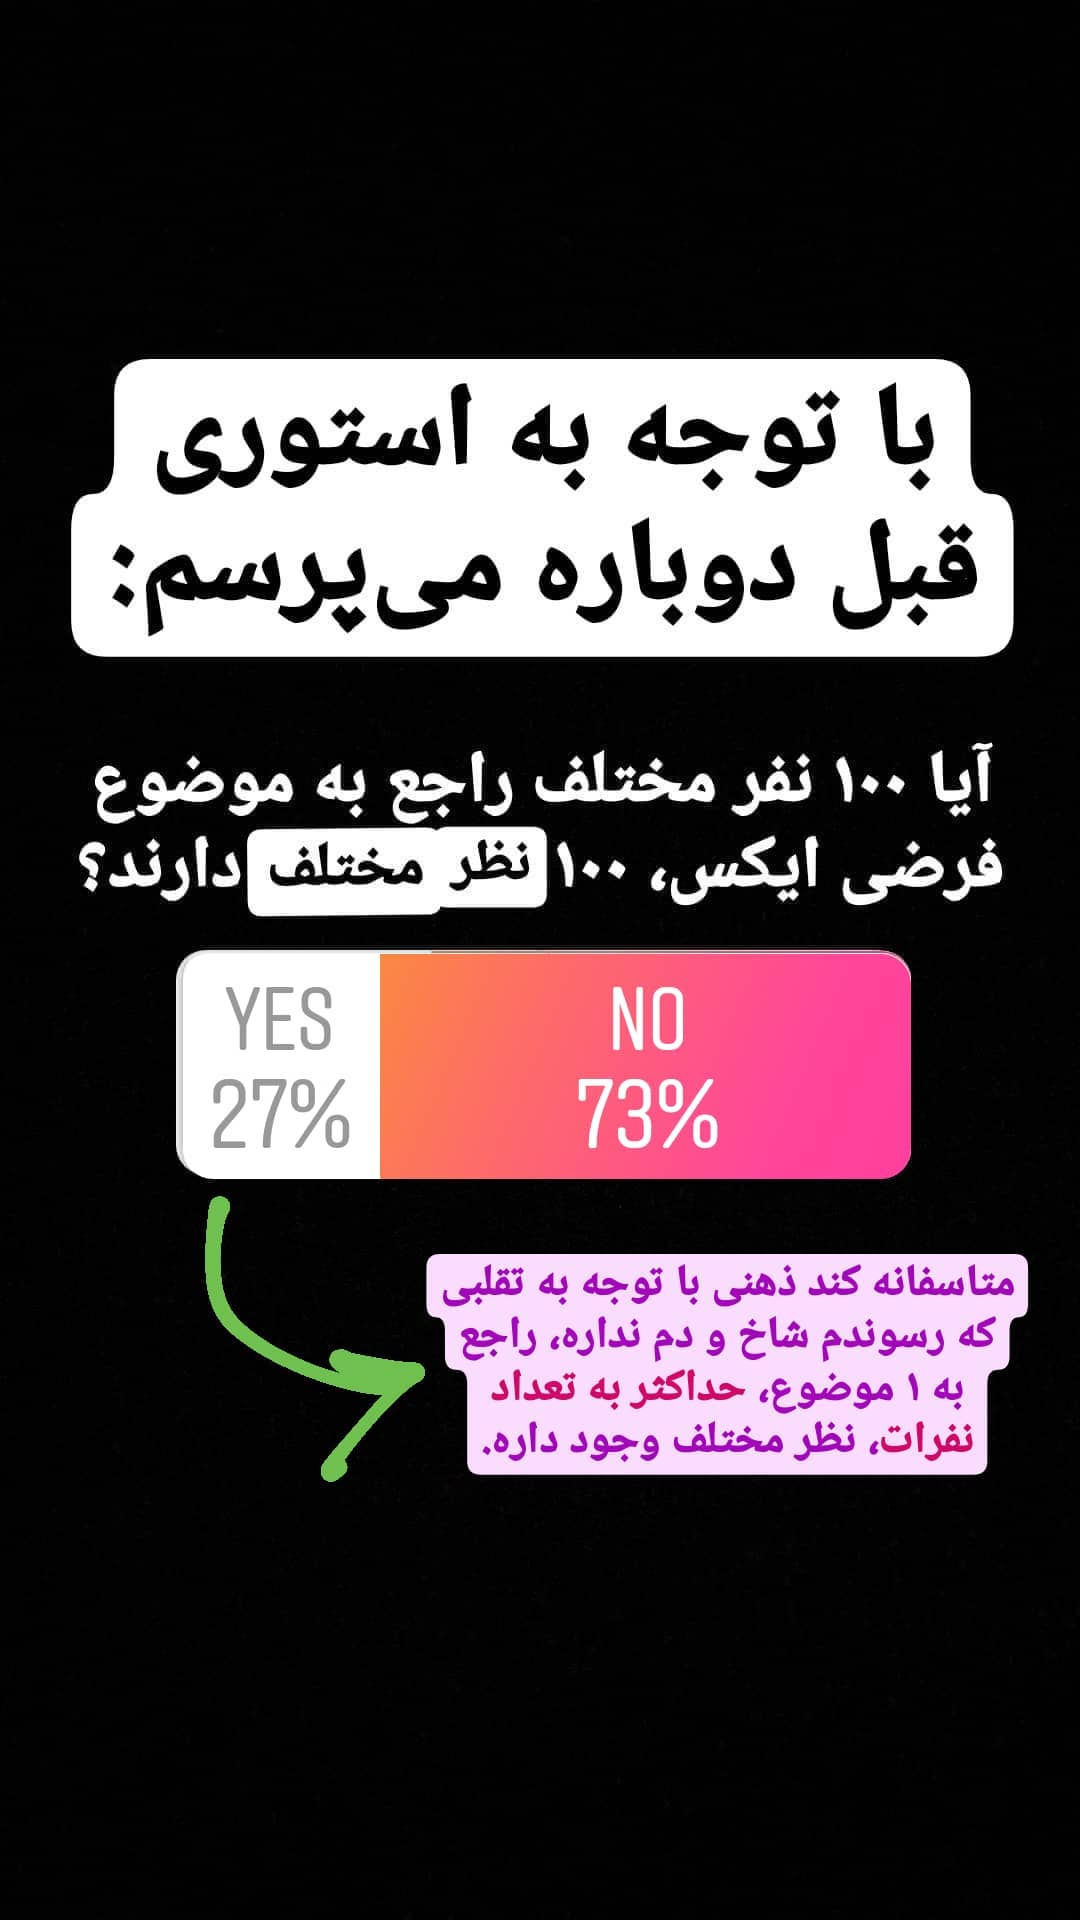 با توجه به استوری
قبل دوباره می‌پرسم:
آیا ۱۰۰ نفر مختلف راجع به موضوع
فرضی ایکس، ۱۰۰ نظر مختلف دارند؟
YES
NO
27%
73%
متاسفانه کند ذهنی با توجه به تقلبی
که رسوندم شاخ و دم نداره، راجع
به ۱ موضوع، حداکثر به تعداد
نفرات، نظر مختلف وجود داره.